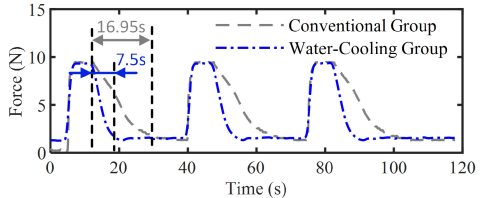 16.95s
7.5s
Conventional Group
Water-Cooling Group
Force (N)
15
10
5
0
0 20 40 60 80 100 120
Time (s)